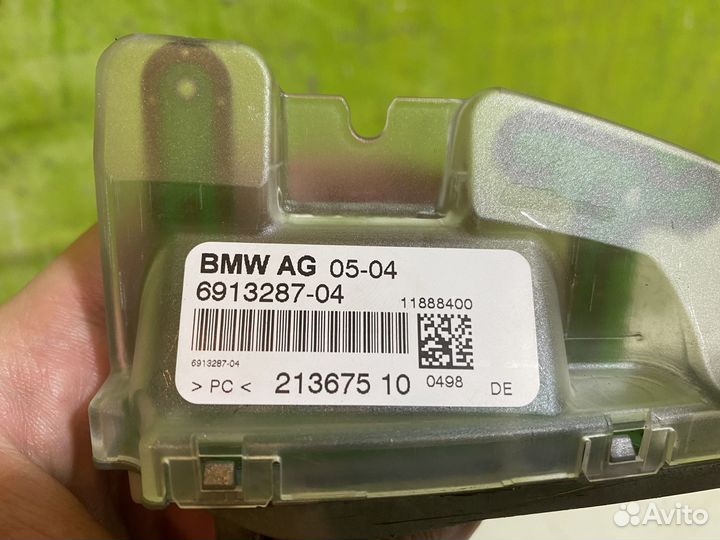 BMW AG 05-04
6913287-04 11888400
6913287-04
> PC < 213675 10 0498 DE
Avito